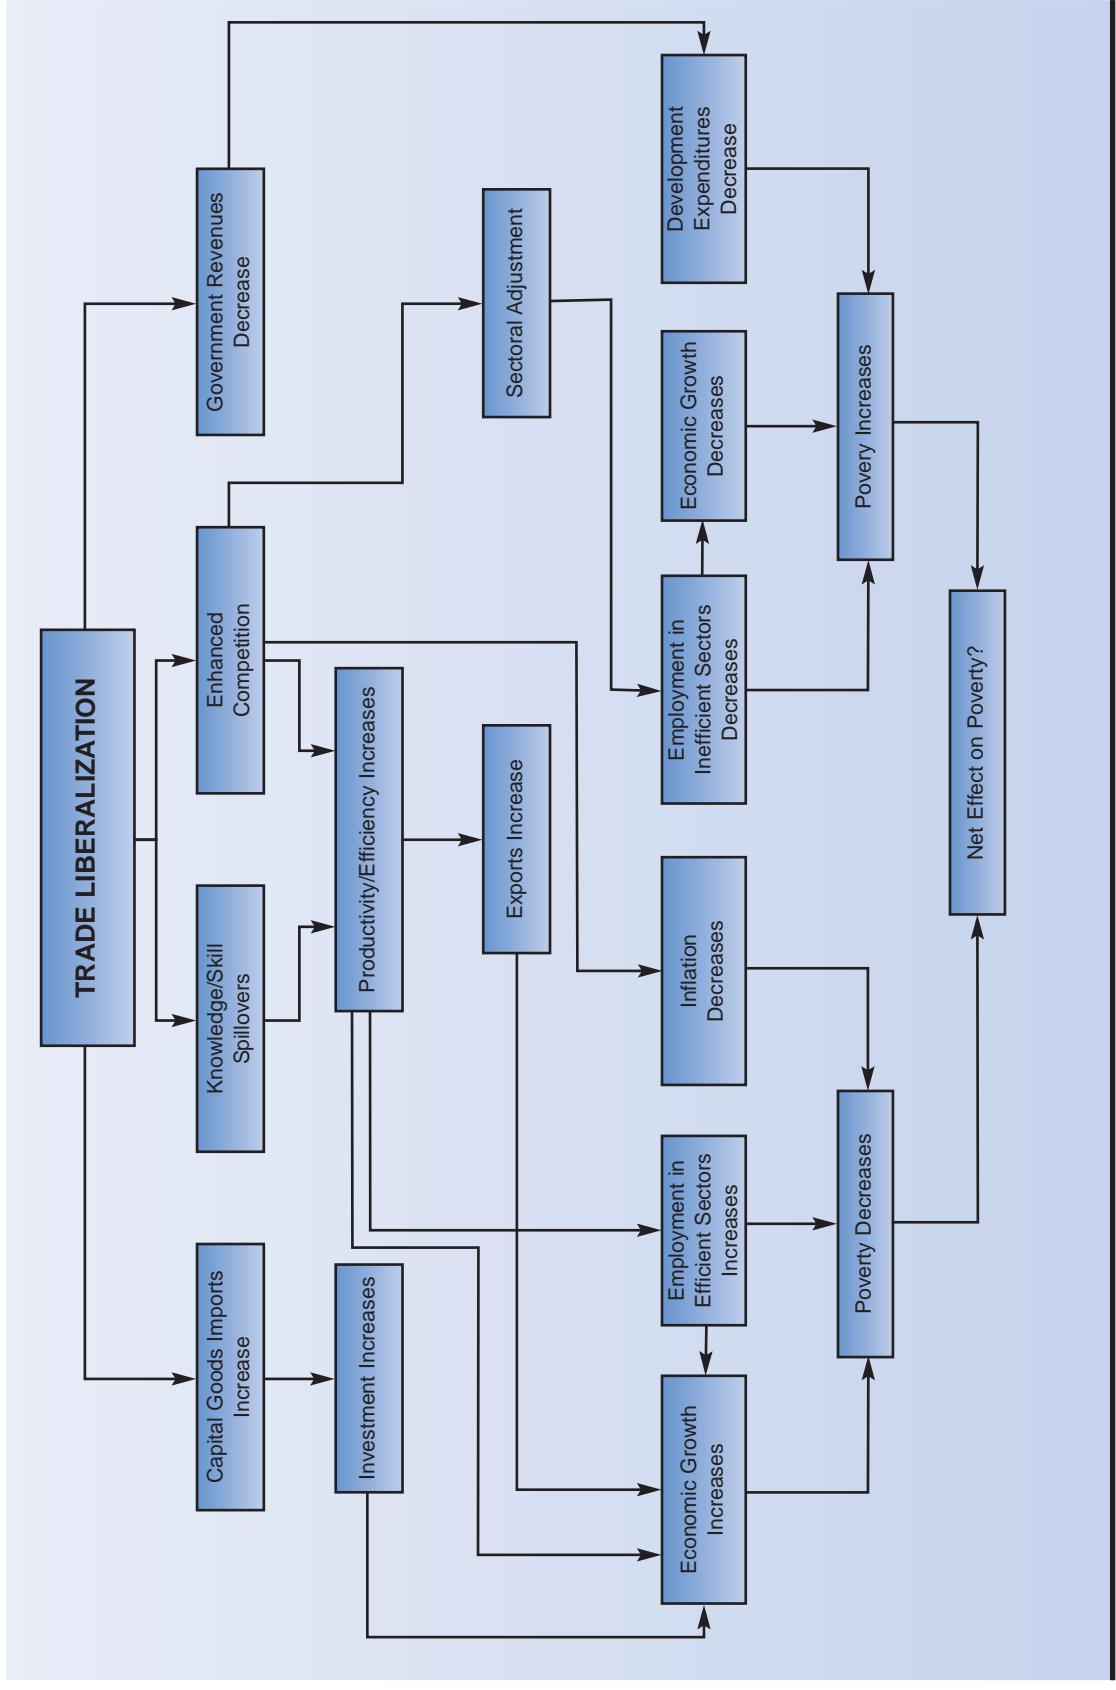 TRADE LIBERALIZATION
Capital Goods Imports
Increase
Knowledge/Skill
Spillovers
Enhanced
Competition
Government Revenues
Decrease
Investment Increases
Productivity/Efficiency Increases
Exports Increase
Sectoral Adjustment
Economic Growth
Increases
Employment in
Efficient Sectors
Increases
Inflation
Decreases
Employment in
Inefficient Sectors
Decreases
Economic Growth
Decreases
Development
Expenditures
Decrease
Poverty Decreases
Povery Increases
Net Effect on Poverty?